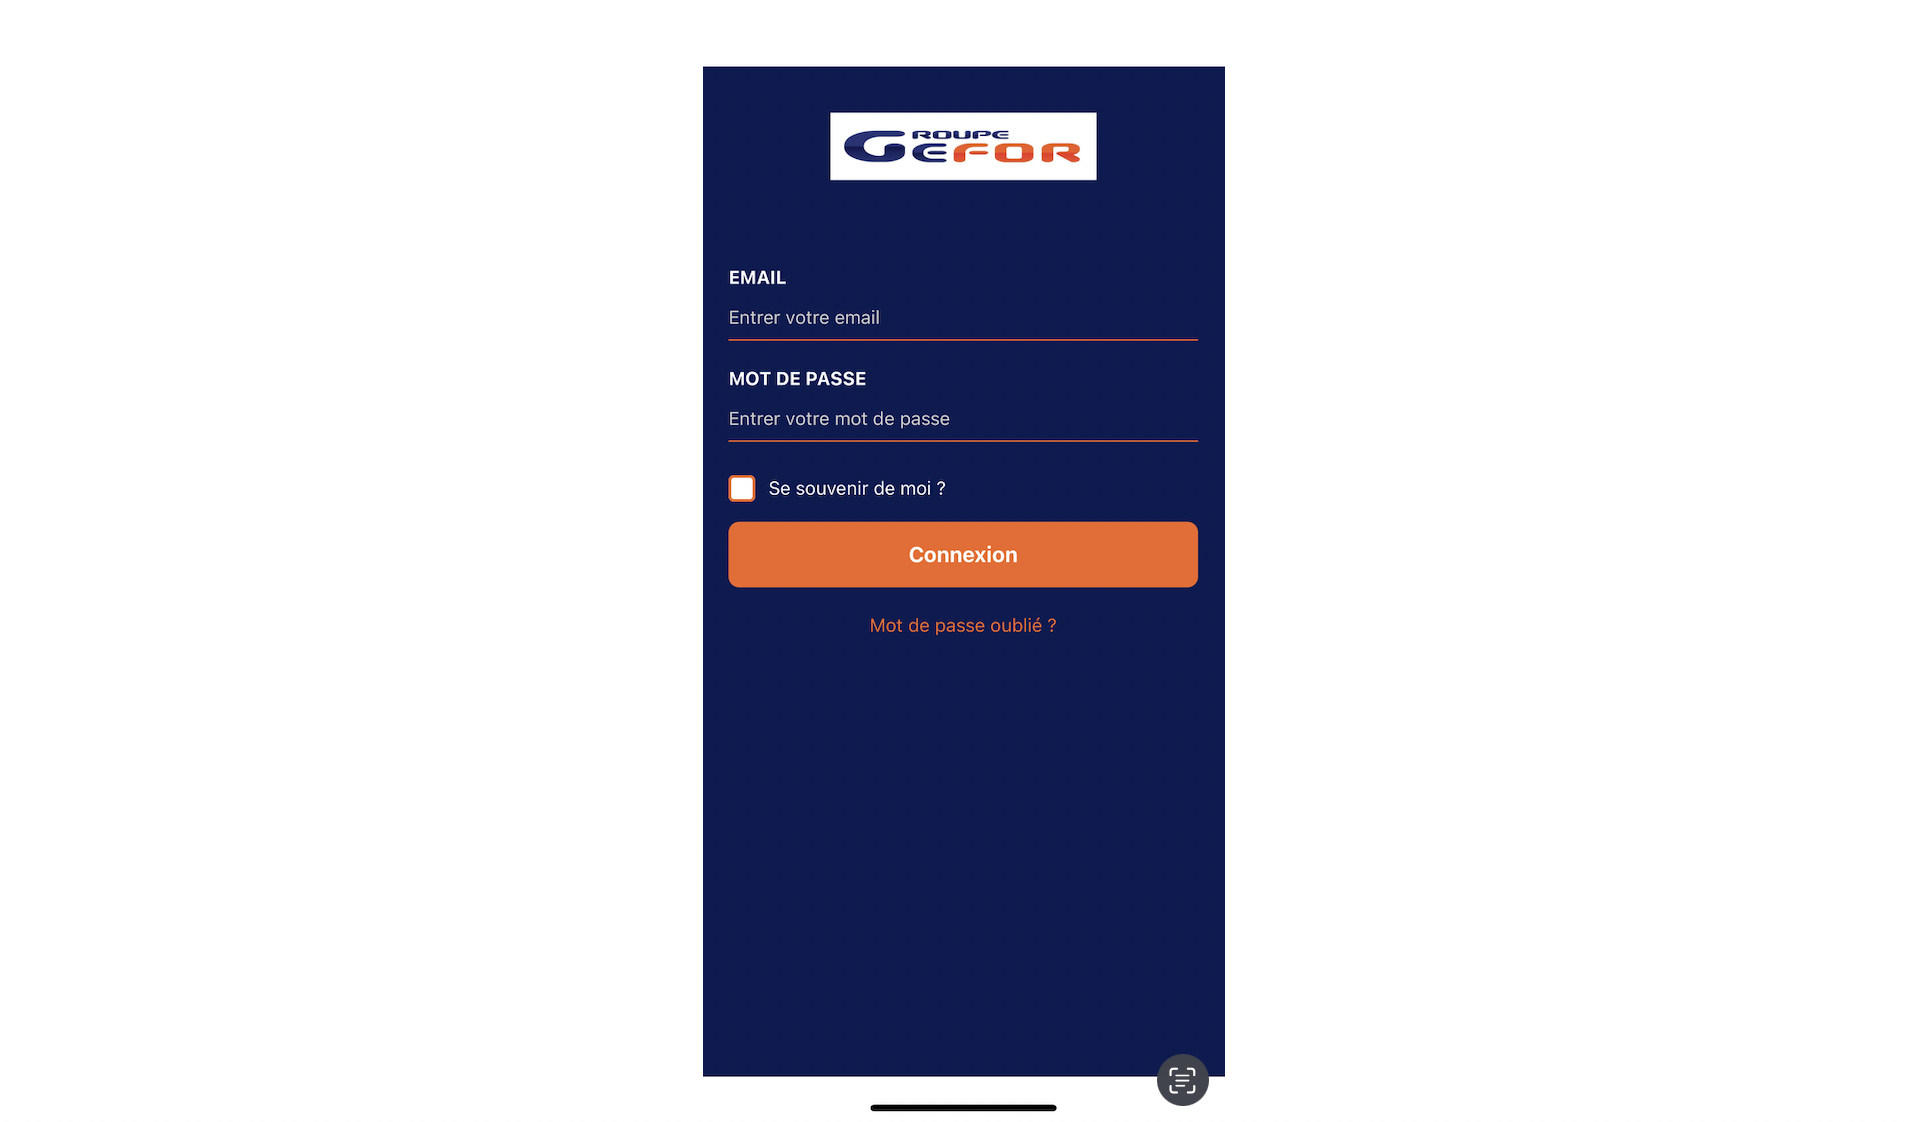 GROUPE
GEFOR
EMAIL
Entrer votre email
MOT DE PASSE
Entrer votre mot de passe
Se souvenir de moi ?
Connexion
Mot de passe oublié ?